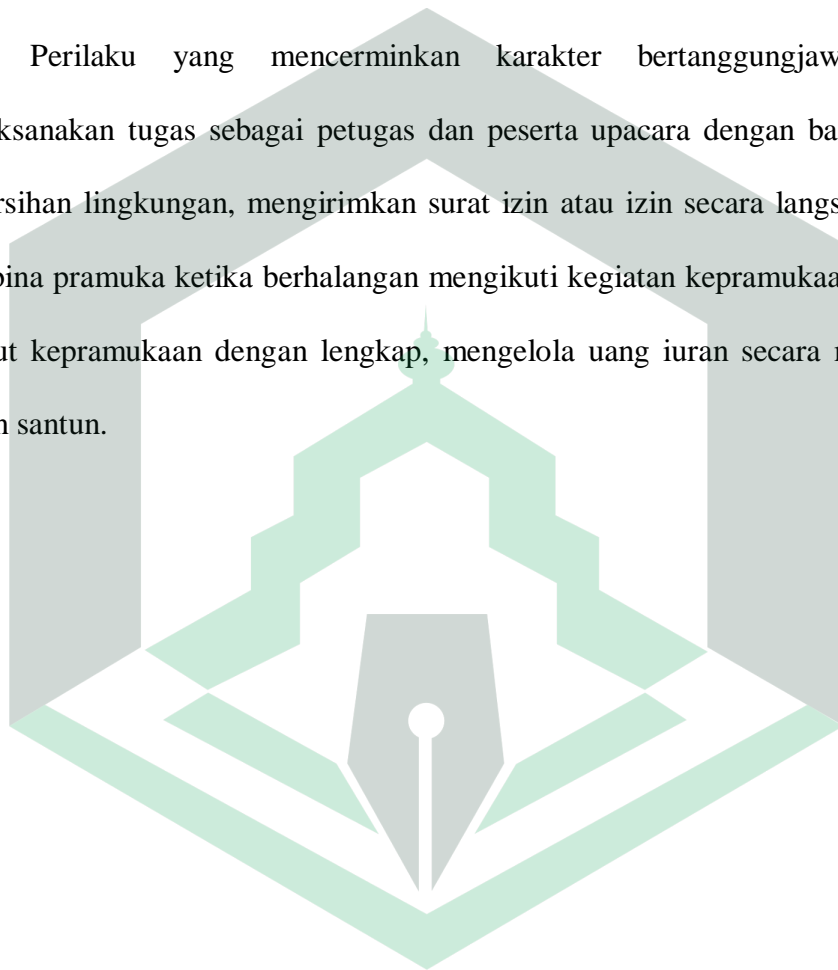 Perilaku yang mencerminkan karakter bertanggungjaw
ksanakan tugas sebagai petugas dan peserta upacara dengan ba
rsihan lingkungan, mengirimkan surat izin atau izin secara langs
bina pramuka ketika berhalangan mengikuti kegiatan kepramukaa
ut kepramukaan dengan lengkap, mengelola uang iuran secara
n santun.